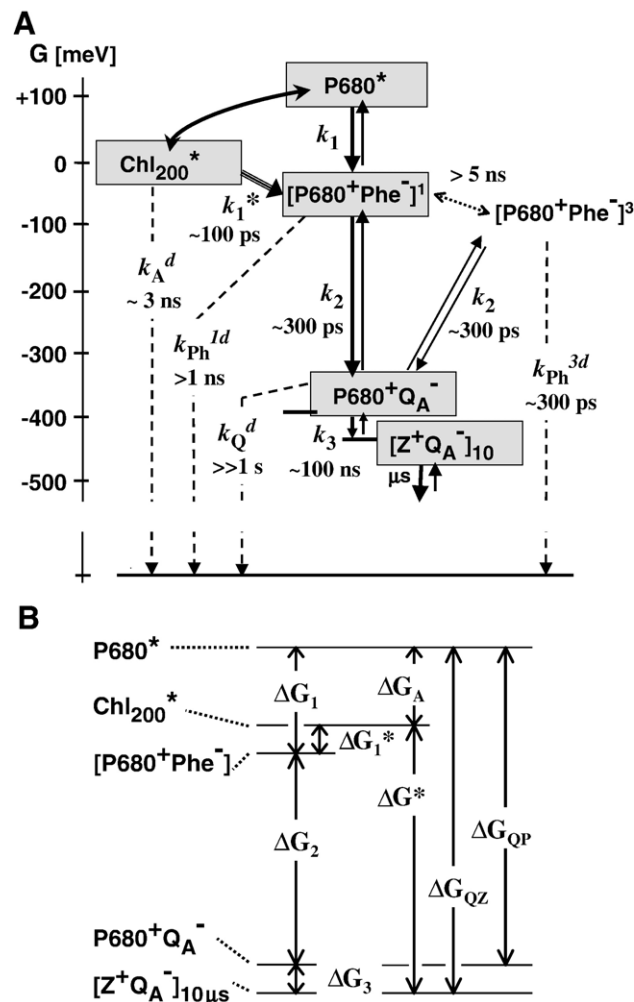 A
G [meV]
+100
0
-100
-200
-300
-400
-500
P680*
k1
Chl200*
[P680+Phe-]1
> 5 ns
[P680+Phe-]3
k1*
~100 ps
kAd
~ 3 ns
k2
~300 ps
k2
~300 ps
kPh1d
>1 ns
kPh3d
~300 ps
P680+QA-
kQd
>>1 s
k3
~100 ns
[Z+QA-]10
μs
B
P680*
ΔG1
ΔGA
Chl200*
ΔG1*
[P680+Phe-]
ΔG*
ΔG2
ΔGQP
ΔGQZ
P680+QA-
ΔG3
[Z+QA-]10μs